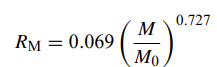 R_M = 0.069 (M/M_0)^0.727